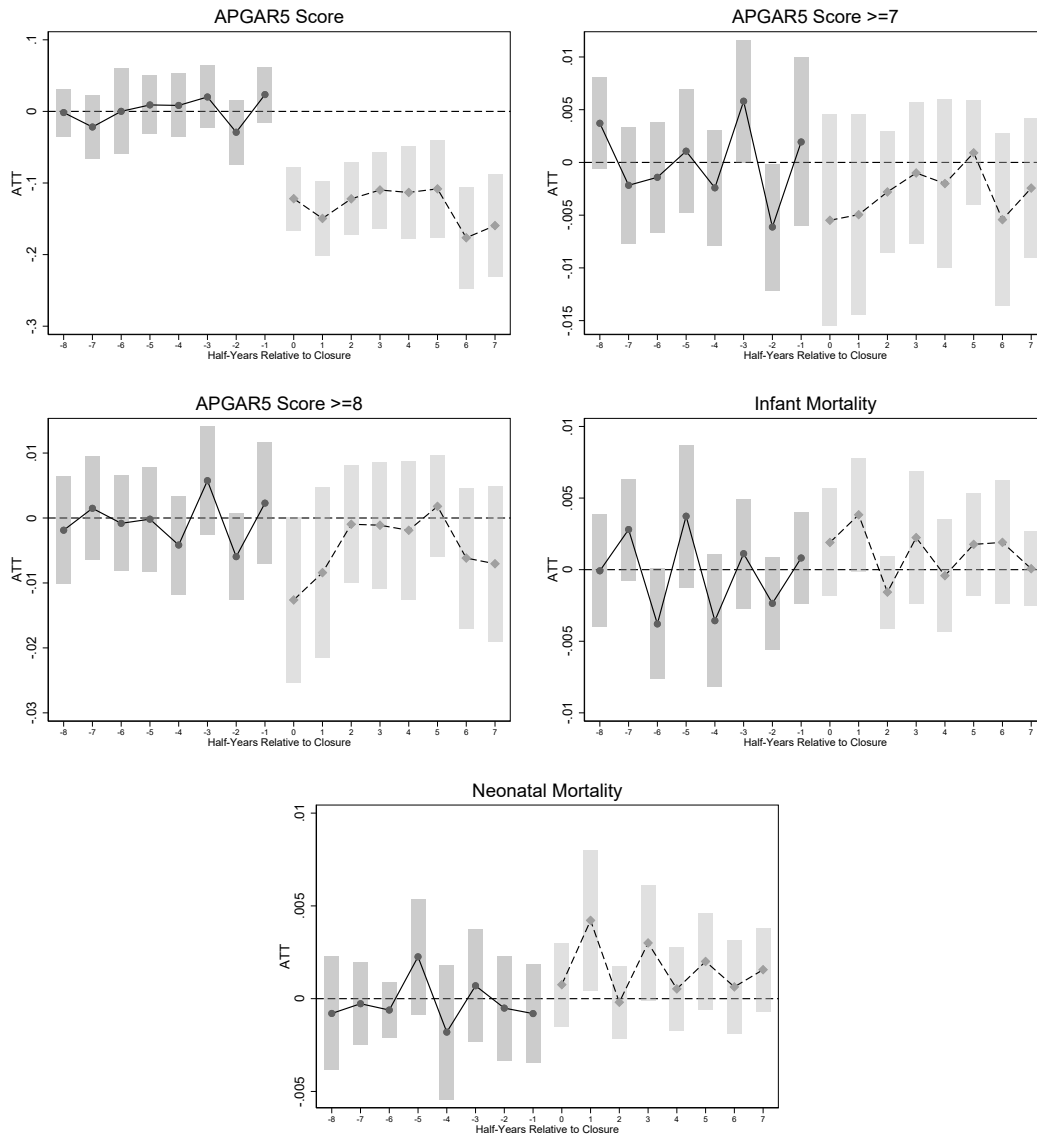 APGAR5 Score
ATT
.1
0
-.1
-.2
-.3
-8 -7 -6 -5 -4 -3 -2 -1 0 1 2 3 4 5 6 7
Half-Years Relative to Closure
APGAR5 Score >=7
ATT
.01
.005
0
-.005
-.01
-.015
-8 -7 -6 -5 -4 -3 -2 -1 0 1 2 3 4 5 6 7
Half-Years Relative to Closure
APGAR5 Score >=8
ATT
.01
0
-.01
-.02
-.03
-8 -7 -6 -5 -4 -3 -2 -1 0 1 2 3 4 5 6 7
Half-Years Relative to Closure
Infant Mortality
ATT
.01
.005
0
-.005
-.01
-8 -7 -6 -5 -4 -3 -2 -1 0 1 2 3 4 5 6 7
Half-Years Relative to Closure
Neonatal Mortality
ATT
.01
.005
0
-.005
-8 -7 -6 -5 -4 -3 -2 -1 0 1 2 3 4 5 6 7
Half-Years Relative to Closure